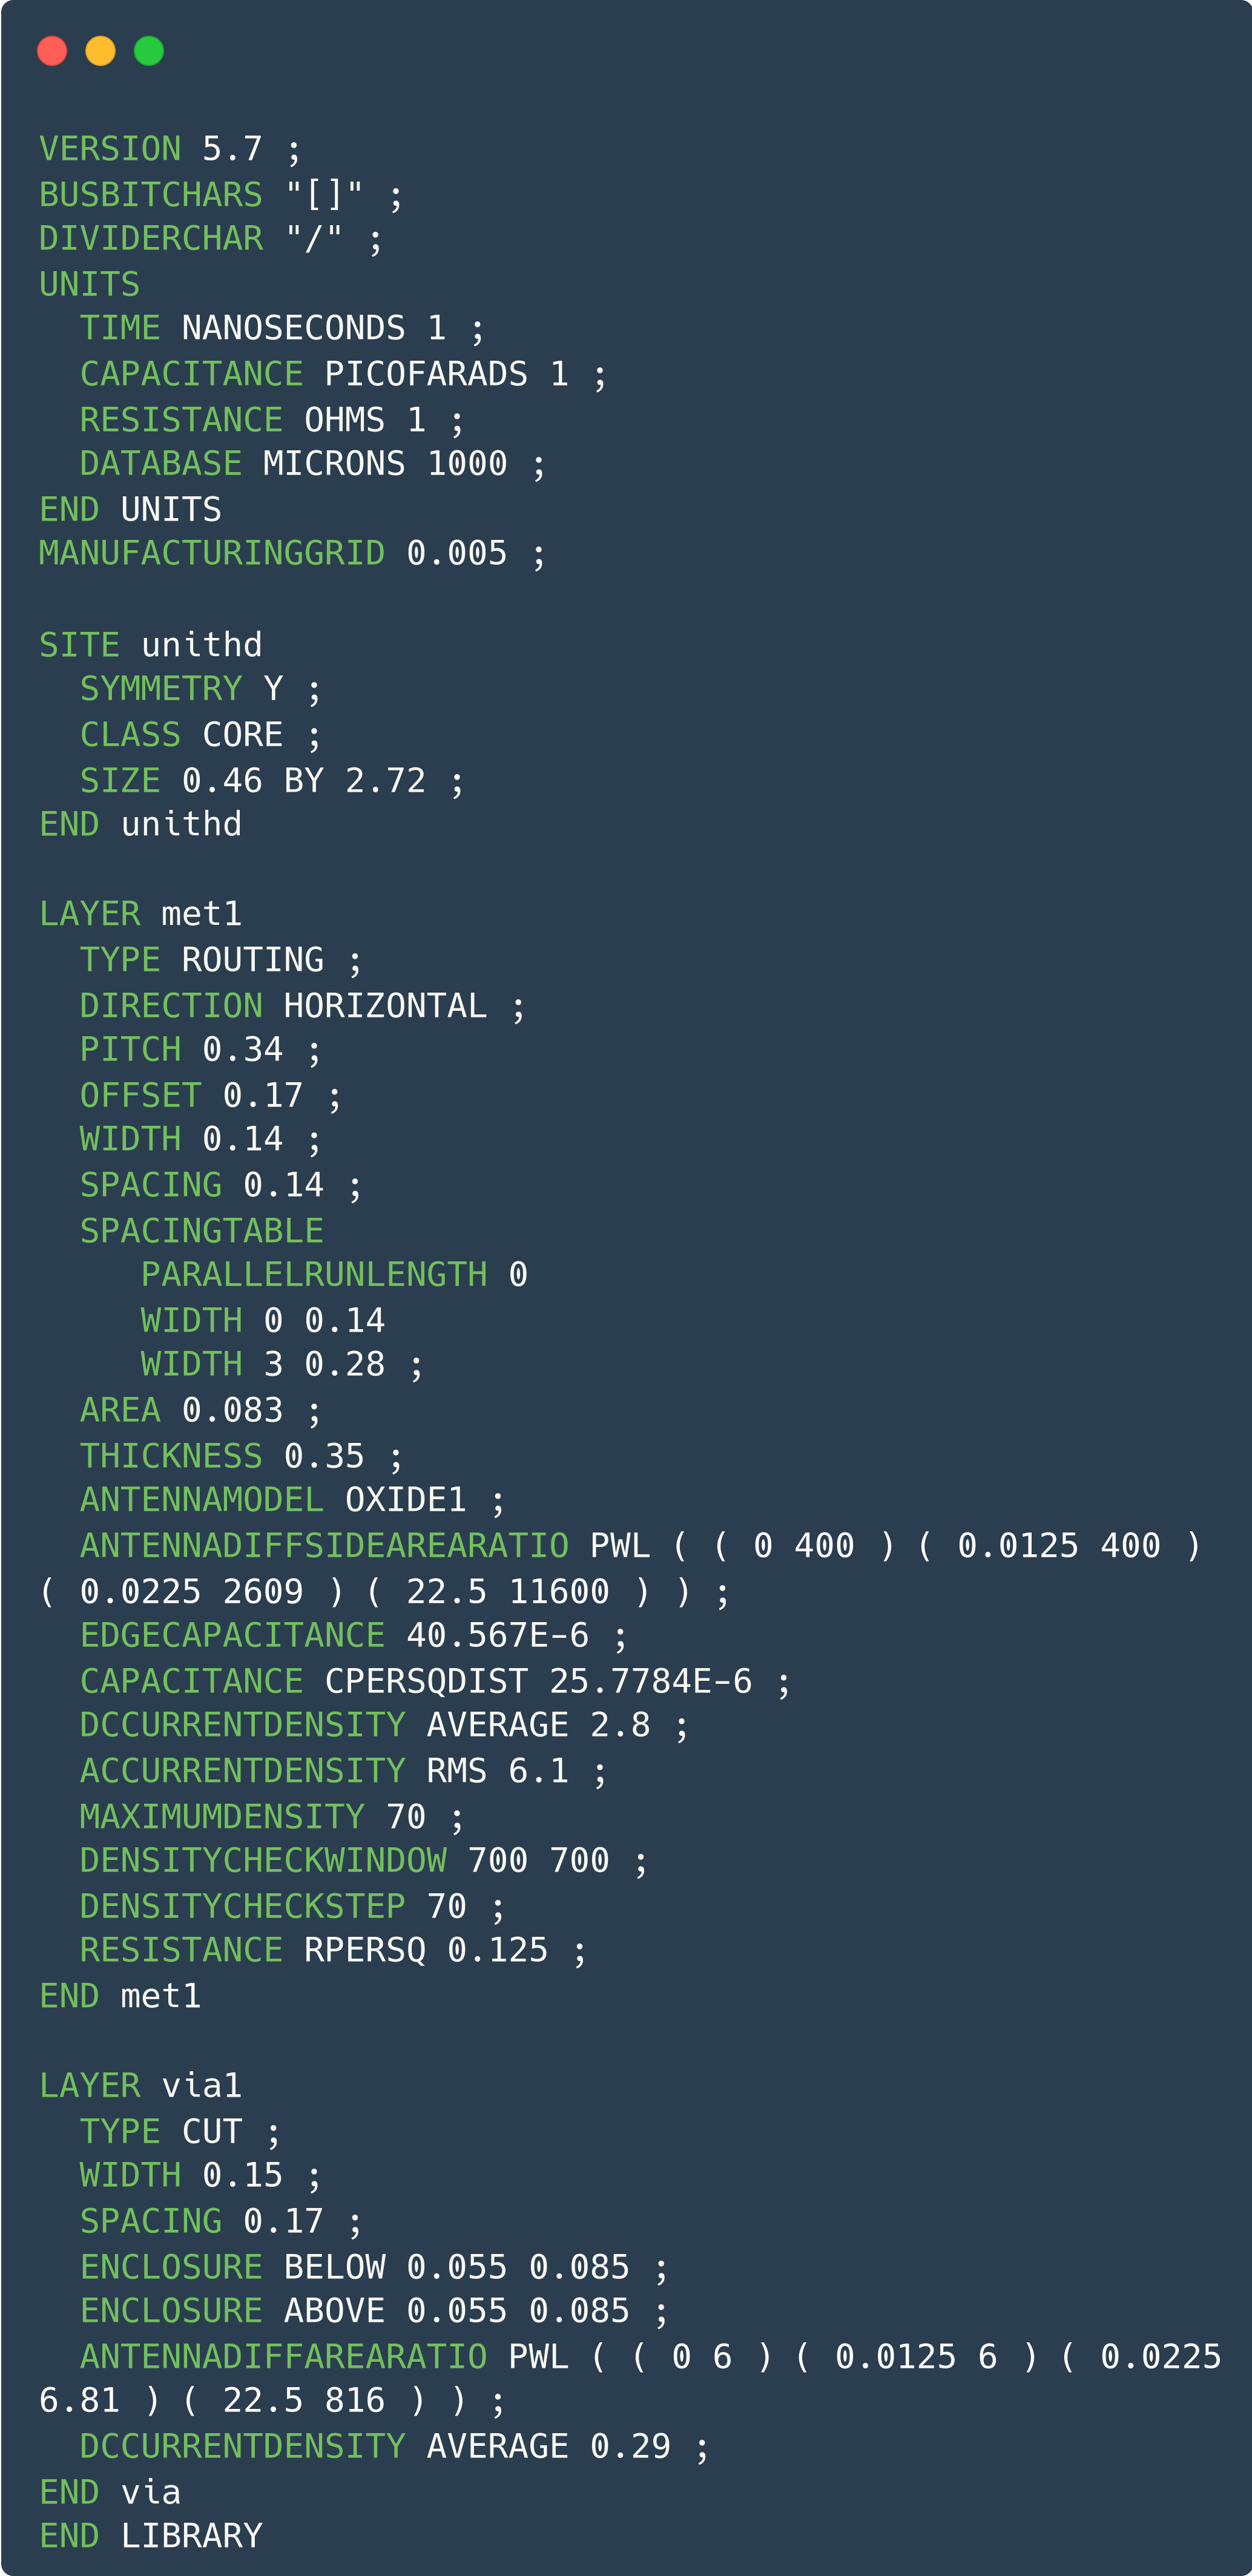 VERSION 5.7 ;
BUSBITCHARS "[]" ;
DIVIDERCHAR "/" ;
UNITS
  TIME NANOSECONDS 1 ;
  CAPACITANCE PICOFARADS 1 ;
  RESISTANCE OHMS 1 ;
  DATABASE MICRONS 1000 ;
END UNITS
MANUFACTURINGGRID 0.005 ;

SITE unithd
  SYMMETRY Y ;
  CLASS CORE ;
  SIZE 0.46 BY 2.72 ;
END unithd

LAYER met1
  TYPE ROUTING ;
  DIRECTION HORIZONTAL ;
  PITCH 0.34 ;
  OFFSET 0.17 ;
  WIDTH 0.14 ;
  SPACING 0.14 ;
  SPACINGTABLE
     PARALLELRUNLENGTH 0
     WIDTH 0 0.14
     WIDTH 3 0.28 ;
  AREA 0.083 ;
  THICKNESS 0.35 ;
  ANTENNAMODEL OXIDE1 ;
  ANTENNADIFFSIDEAREARATIO PWL ( ( 0 400 ) ( 0.0125 400 )
( 0.0225 2609 ) ( 22.5 11600 ) ) ;
  EDGECAPACITANCE 40.567E-6 ;
  CAPACITANCE CPERSQDIST 25.7784E-6 ;
  DCCURRENTDENSITY AVERAGE 2.8 ;
  ACCURRENTDENSITY RMS 6.1 ;
  MAXIMUMDENSITY 70 ;
  DENSITYCHECKWINDOW 700 700 ;
  DENSITYCHECKSTEP 70 ;
  RESISTANCE RPERSQ 0.125 ;
END met1

LAYER via1
  TYPE CUT ;
  WIDTH 0.15 ;
  SPACING 0.17 ;
  ENCLOSURE BELOW 0.055 0.085 ;
  ENCLOSURE ABOVE 0.055 0.085 ;
  ANTENNADIFFAREARATIO PWL ( ( 0 6 ) ( 0.0125 6 ) ( 0.0225
6.81 ) ( 22.5 816 ) ) ;
  DCCURRENTDENSITY AVERAGE 0.29 ;
END via
END LIBRARY